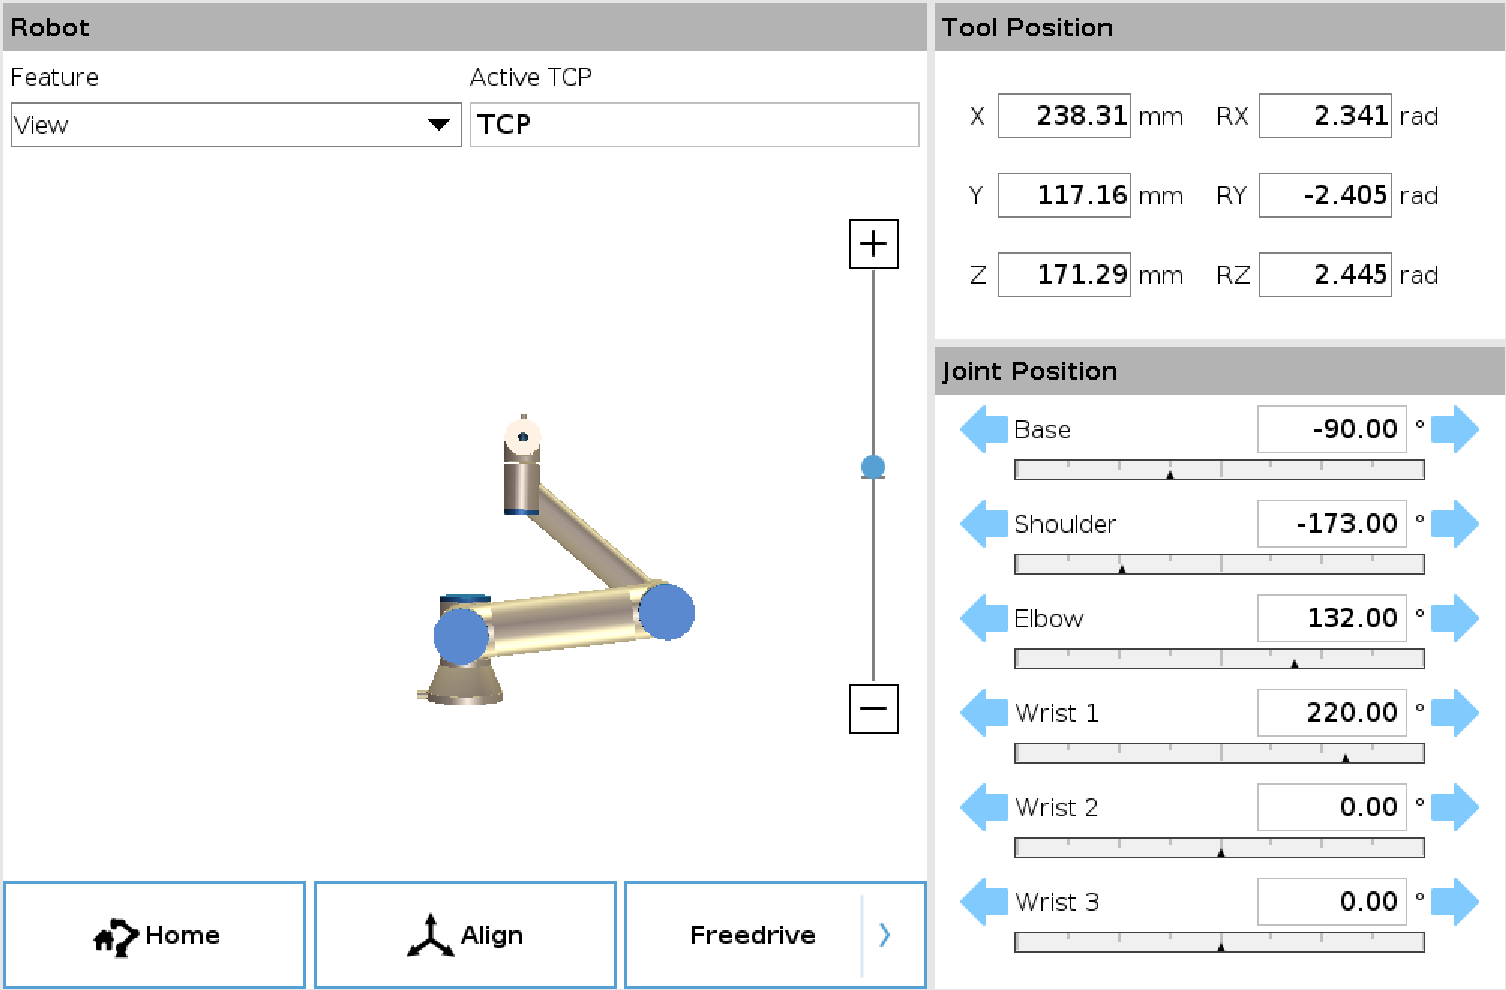 Robot
Feature
Active TCP
View
TCP
+
−
Home
Align
Freedrive
Tool Position
X 238.31 mm RX 2.341 rad
Y 117.16 mm RY -2.405 rad
Z 171.29 mm RZ 2.445 rad
Joint Position
Base -90.00 °
Shoulder -173.00 °
Elbow 132.00 °
Wrist 1 220.00 °
Wrist 2 0.00 °
Wrist 3 0.00 °